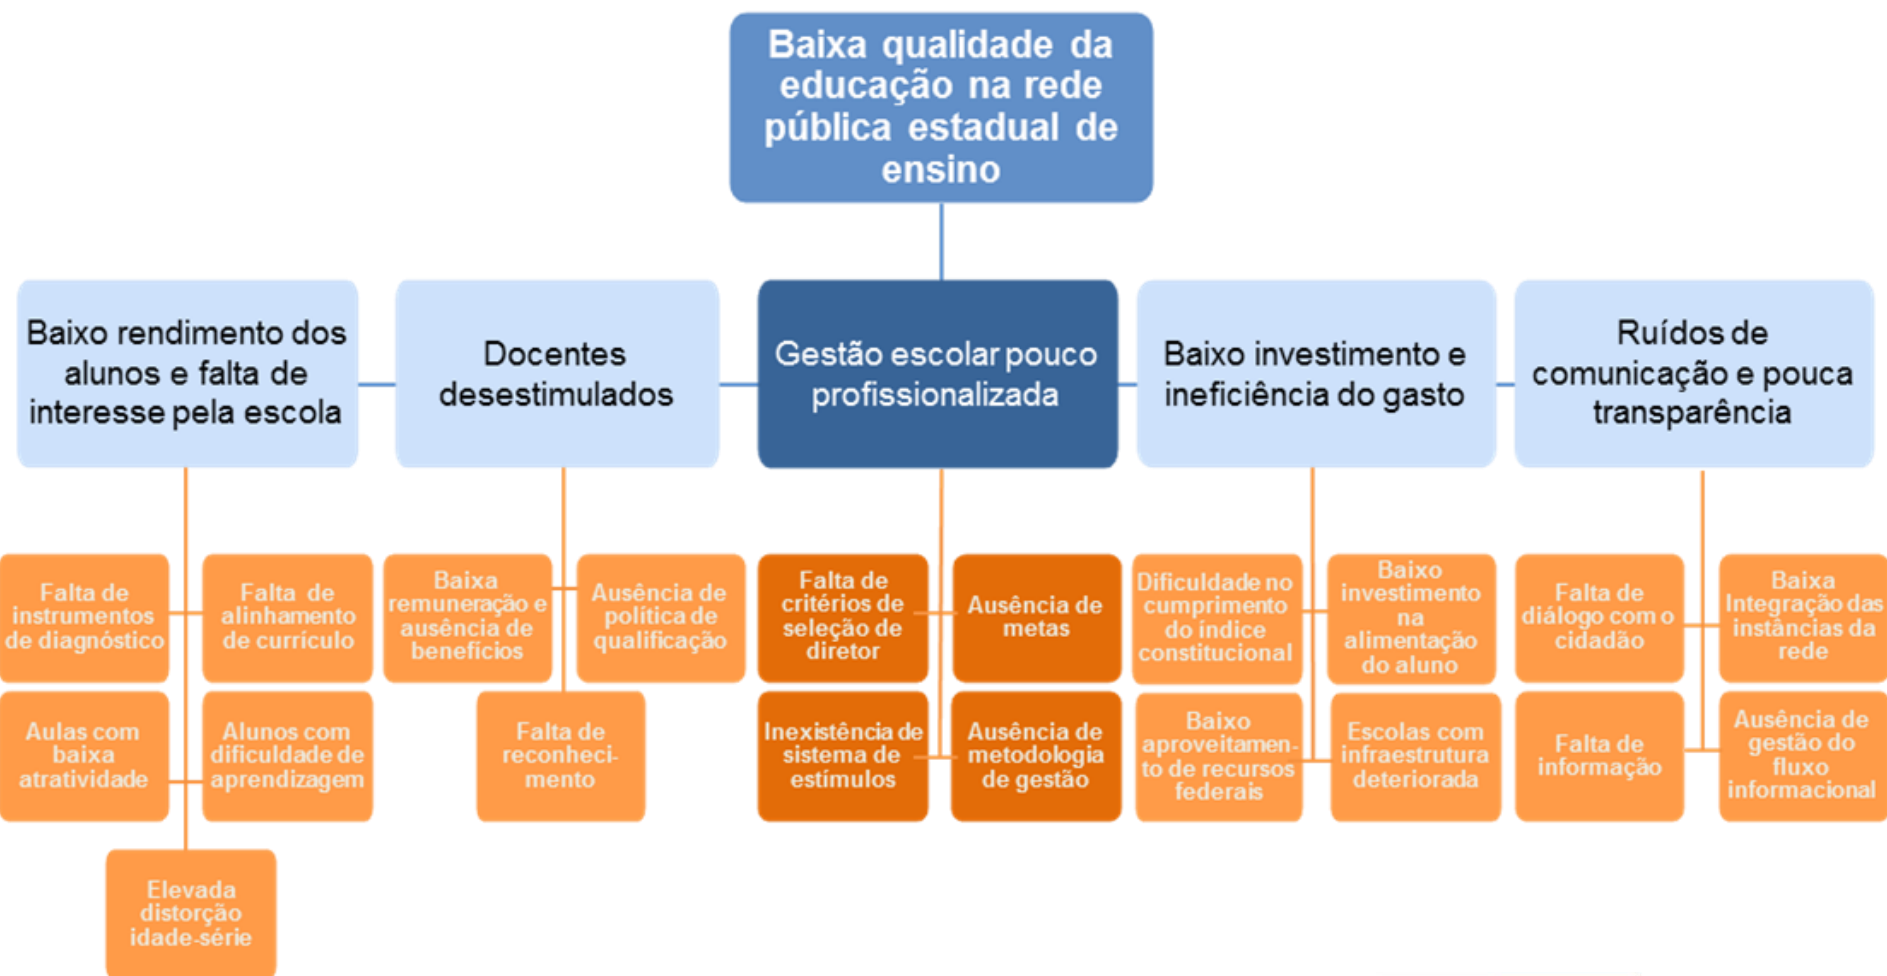 Baixa qualidade da
educação na rede
pública estadual de
ensino
Baixo rendimento dos
alunos e falta de
interesse pela escola
Docentes
desestimulados
Gestão escolar pouco
profissionalizada
Baixo investimento e
ineficiência do gasto
Ruídos de
comunicação e pouca
transparência
Falta de
instrumentos
de diagnóstico
Falta de
alinhamento
de currículo
Baixa
remuneração e
ausência de
benefícios
Ausência de
política de
qualificação
Falta de
critérios de
seleção de
diretor
Ausência de
metas
Dificuldade no
cumprimento
do índice
constitucional
Baixo
investimento
na
alimentação
do aluno
Falta de
diálogo com o
cidadão
Baixa
Integração das
instâncias da
rede
Aulas com
baixa
atratividade
Alunos com
dificuldade de
aprendizagem
Falta de
reconheci-
mento
Inexistência de
sistema de
estímulos
Ausência de
metodologia
de gestão
Baixo
aproveitamen-
to de recursos
federais
Escolas com
infraestrutura
deteriorada
Falta de
informação
Ausência de
gestão do
fluxo
informacional
Elevada
distorção
idade-série